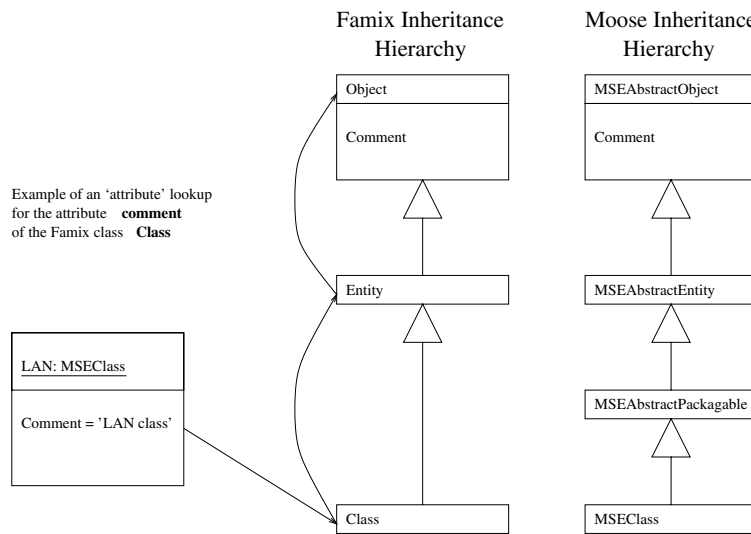 Famix Inheritance
Hierarchy
Moose Inheritance
Hierarchy
Object
Comment
MSEAbstractObject
Comment
Example of an ‘attribute’ lookup
for the attribute comment
of the Famix class Class
Entity
MSEAbstractEntity
LAN: MSEClass
Comment = ’LAN class’
MSEAbstractPackagable
Class
MSEClass